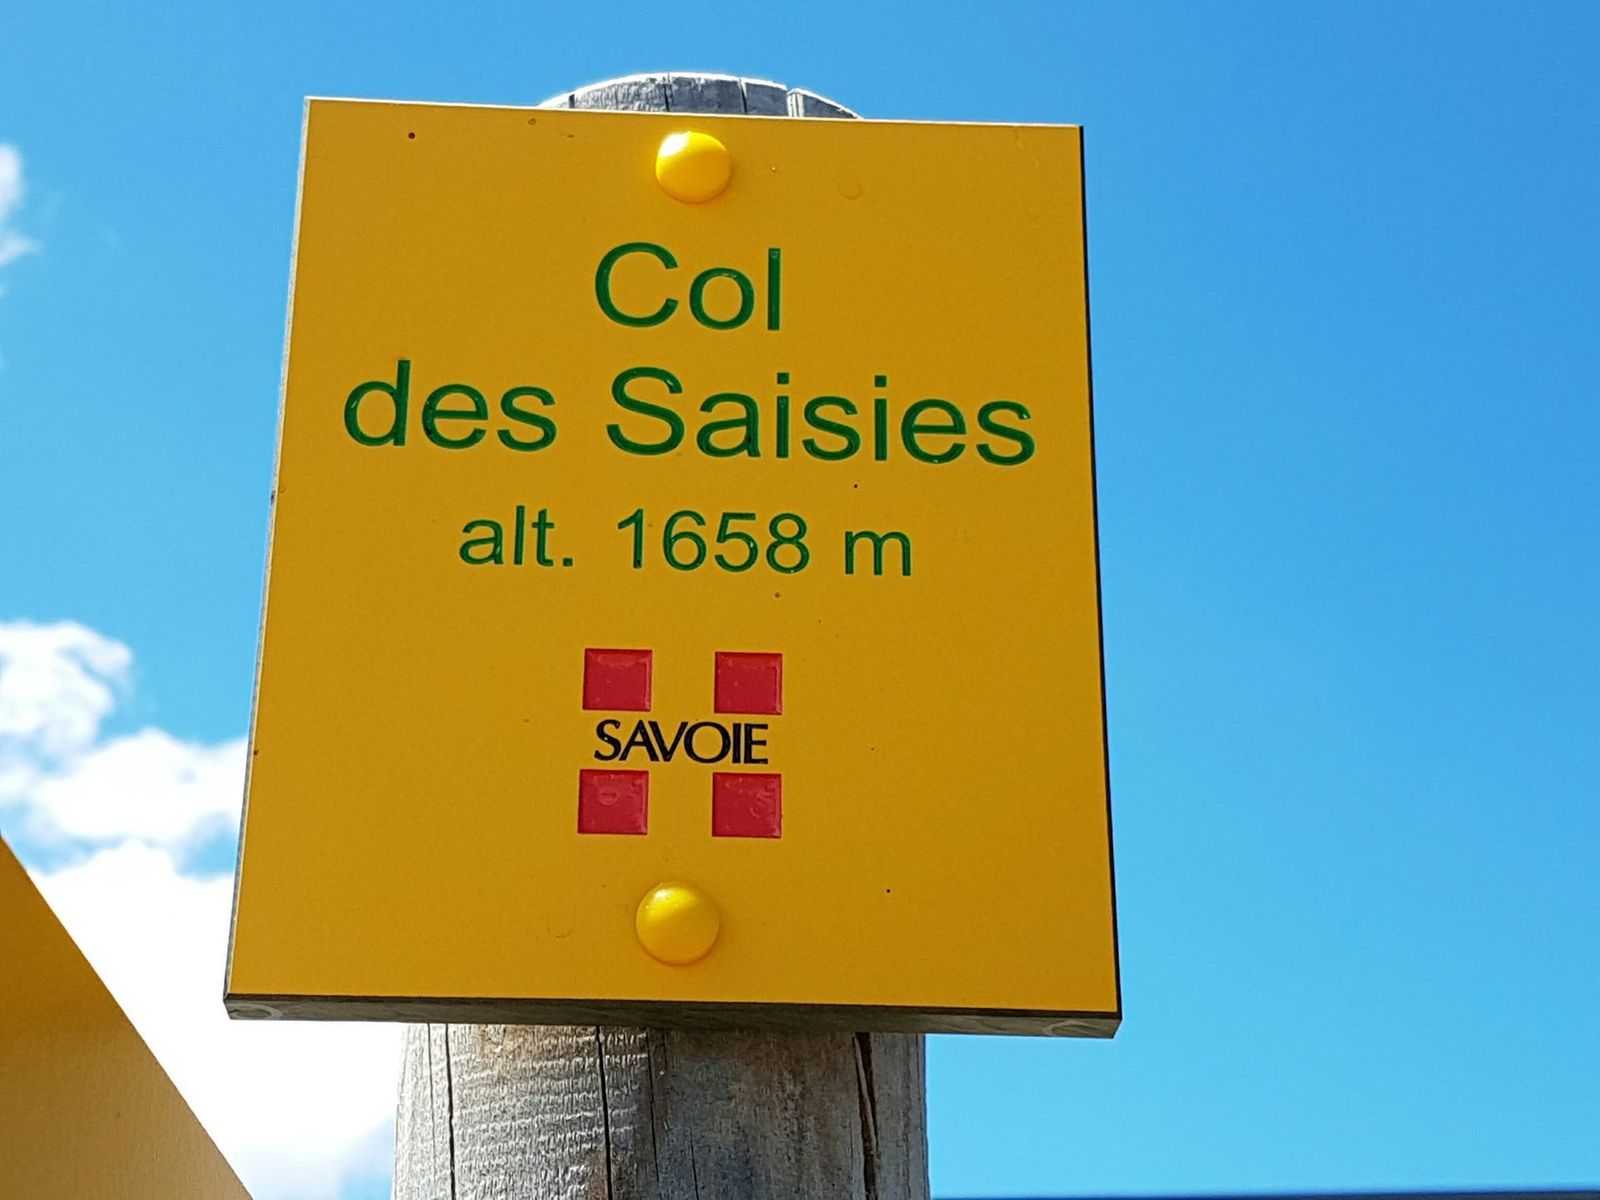 Col
des Saisies
alt. 1658 m
SAVOIE